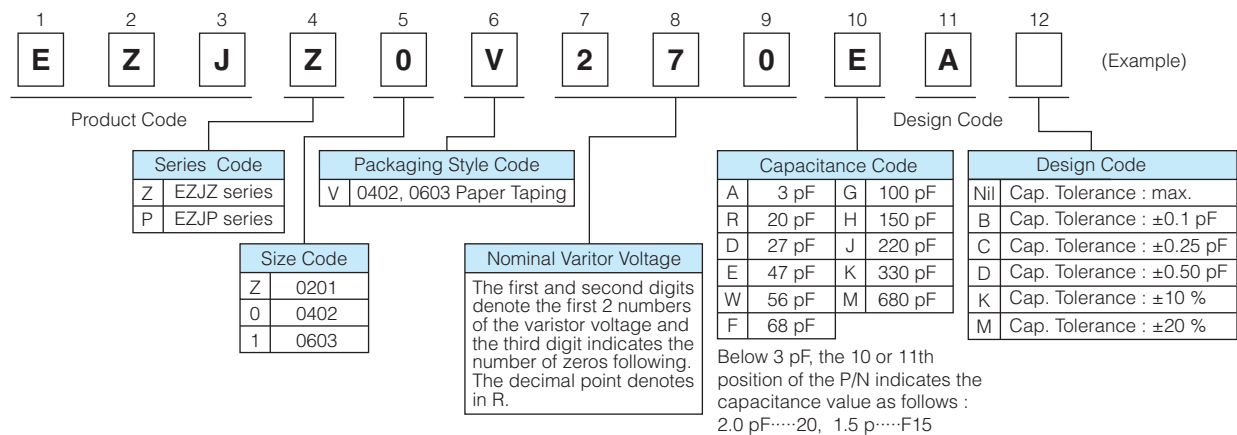 1 2 3 4 5 6 7 8 9 10 11 12
E Z J Z 0 V 2 7 0 E A (Example)
Product Code
Design Code
Series Code
Z EZJZ series
P EZJP series
Size Code
Z 0201
0 0402
1 0603
Packaging Style Code
V 0402, 0603 Paper Taping
Nominal Varitor Voltage
The first and second digits
denote the first 2 numbers
of the varistor voltage and
the third digit indicates the
number of zeros following.
The decimal point denotes
in R.
Capacitance Code
A 3 pF G 100 pF
R 20 pF H 150 pF
D 27 pF J 220 pF
E 47 pF K 330 pF
W 56 pF M 680 pF
F 68 pF
Below 3 pF, the 10 or 11th
position of the P/N indicates the
capacitance value as follows :
2.0 pF·····20, 1.5 p·····F15
Design Code
Nil Cap. Tolerance : max.
B Cap. Tolerance : ±0.1 pF
C Cap. Tolerance : ±0.25 pF
D Cap. Tolerance : ±0.50 pF
K Cap. Tolerance : ±10 %
M Cap. Tolerance : ±20 %